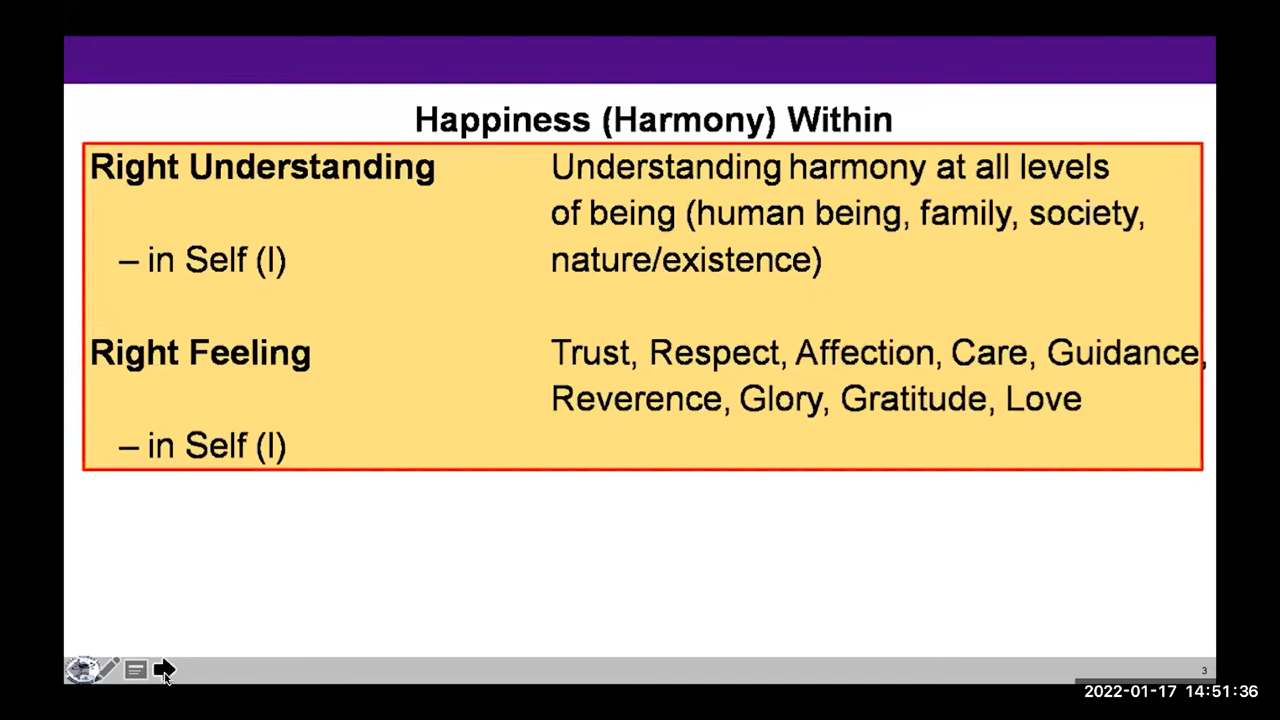 Happiness (Harmony) Within
Right Understanding Understanding harmony at all levels
of being (human being, family, society,
– in Self (I) nature/existence)
Right Feeling Trust, Respect, Affection, Care, Guidance,
Reverence, Glory, Gratitude, Love
– in Self (I)
3
2022-01-17 14:51:36